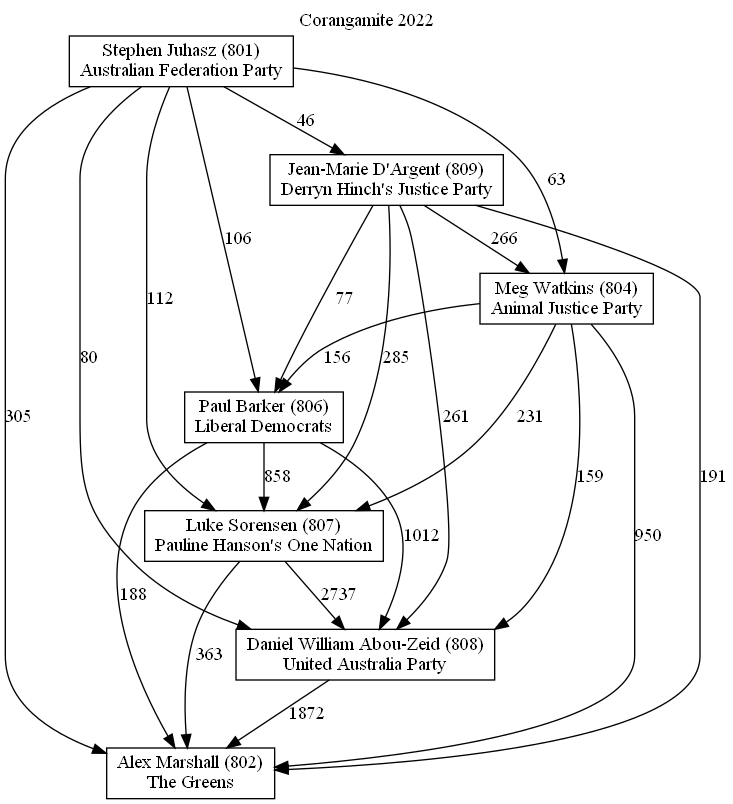 Corangamite 2022
Stephen Juhasz (801)
Australian Federation Party
46
Jean-Marie D'Argent (809)
Derryn Hinch's Justice Party
63
106
266
Meg Watkins (804)
Animal Justice Party
112
77
80
156
285
Paul Barker (806)
Liberal Democrats
305
261
231
858
159
191
Luke Sorensen (807)
Pauline Hanson's One Nation
1012
950
188
2737
363
Daniel William Abou-Zeid (808)
United Australia Party
1872
Alex Marshall (802)
The Greens